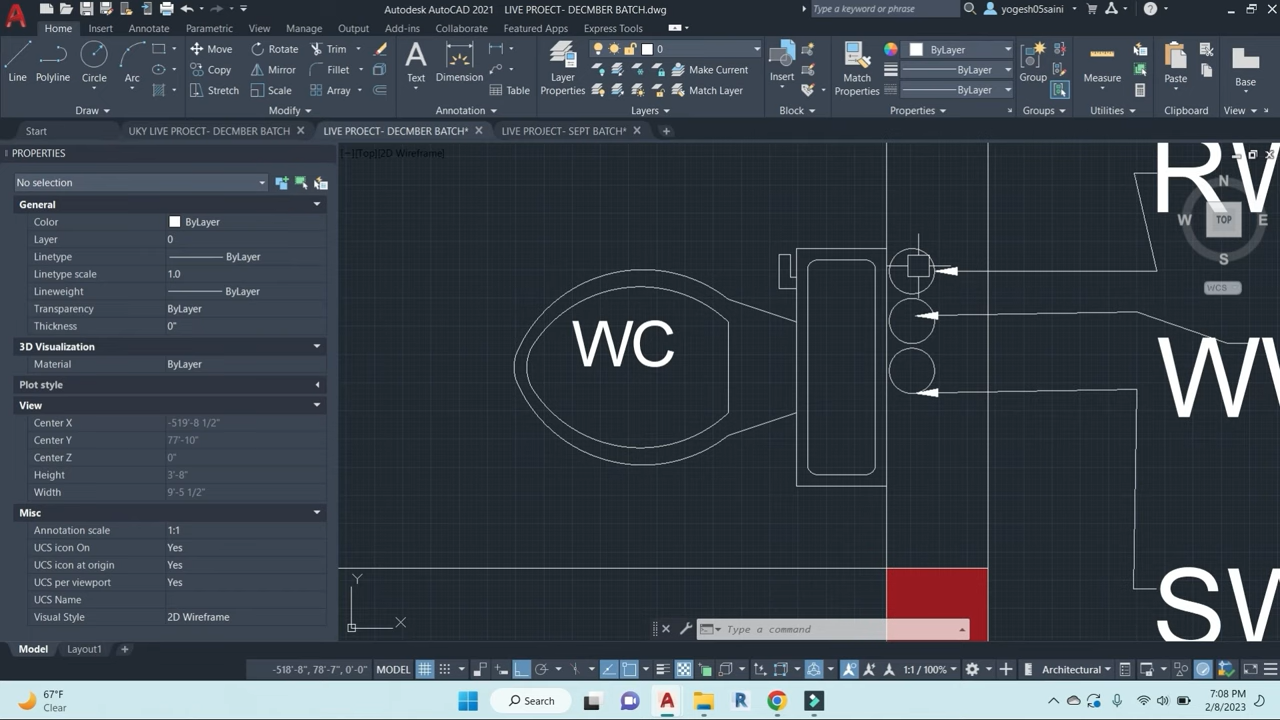 Autodesk AutoCAD 2021 LIVE PROJECT- DECMBER BATCH.dwg
Type a keyword or phrase
yogesh05saini
Home Insert Annotate Parametric View Manage Output Add-ins Collaborate Featured Apps Express Tools
Line Polyline Circle Arc
Move Rotate Trim
Copy Mirror Fillet
Stretch Scale Array
Text Dimension Table
Layer Properties
0
Make Current
Match Layer
Insert
Match Properties
ByLayer
ByLayer
ByLayer
Group
Measure
Paste
Base
Draw Modify Annotation Layers Block Properties Groups Utilities Clipboard View
Start
UKY LIVE PROJECT- DECMBER BATCH
LIVE PROJECT- DECMBER BATCH*
LIVE PROJECT- SEPT BATCH*
PROPERTIES
No selection
General
Color ByLayer
Layer 0
Linetype ByLayer
Linetype scale 1.0
Lineweight ByLayer
Transparency ByLayer
Thickness 0"
3D Visualization
Material ByLayer
Plot style
View
Center X -519'-8 1/2"
Center Y 77'-10"
Center Z 0"
Height 3'-8"
Width 9'-5 1/2"
Misc
Annotation scale 1:1
UCS icon On Yes
UCS icon at origin Yes
UCS per viewport Yes
UCS Name
Visual Style 2D Wireframe
[−][Top][2D Wireframe]
WC
N
W TOP E
S
WCS
Y
X
Type a command
Model Layout1
-518'-8", 78'-7", 0'-0" MODEL
1:1 / 100%
Architectural
67°F
Clear
Search
7:08 PM
2/8/2023